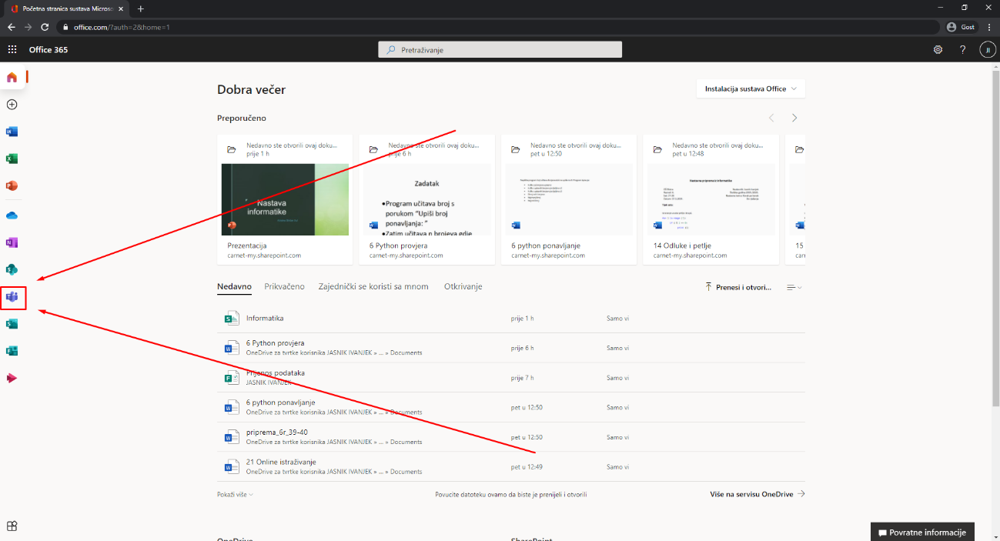 Početna stranica sustava Microso
office.com/?auth=2&home=1
Gost
Office 365
Pretraživanje
?
JI
Dobra večer
Instalacija sustava Office
Preporučeno
Nedavno ste otvorili ovaj doku...
prije 1 h
Nastava
informatike
Prezentacija
carnet-my.sharepoint.com
Nedavno ste otvorili ovaj doku...
prije 6 h
Zadatak
•Program učitava broj s
porukom “Upiši broj
ponavljanja: ”
•Zatim učitava n brojeva gdje
6 Python provjera
carnet-my.sharepoint.com
Nedavno ste otvorili ovaj doku...
pet u 12:50
6 python ponavljanje
carnet-my.sharepoint.com
Nedavno ste otvorili ovaj doku...
pet u 12:48
Nastavna priprema iz informatike
14 Odluke i petlje
carnet-my.sharepoint.com
15
carn
Nedavno
Prikvačeno
Zajednički se koristi sa mnom
Otkrivanje
Prenesi i otvori...
Informatika
prije 1 h
Samo vi
6 Python provjera
OneDrive za tvrtke korisnika JASNIK IVANJEK » ... » Documents
prije 6 h
Samo vi
Prijenos podataka
JASNIK IVANJEK
prije 7 h
Samo vi
6 python ponavljanje
OneDrive za tvrtke korisnika JASNIK IVANJEK » ... » Documents
pet u 12:50
Samo vi
priprema_6r_39-40
OneDrive za tvrtke korisnika JASNIK IVANJEK » ... » Documents
pet u 12:50
Samo vi
21 Online istraživanje
OneDrive za tvrtke korisnika JASNIK IVANJEK » ... » Documents
pet u 12:49
Samo vi
Pokaži više
Povucite datoteku ovamo da biste je prenijeli i otvorili
Više na servisu OneDrive
OneDrive
SharePoint
Povratne informacije